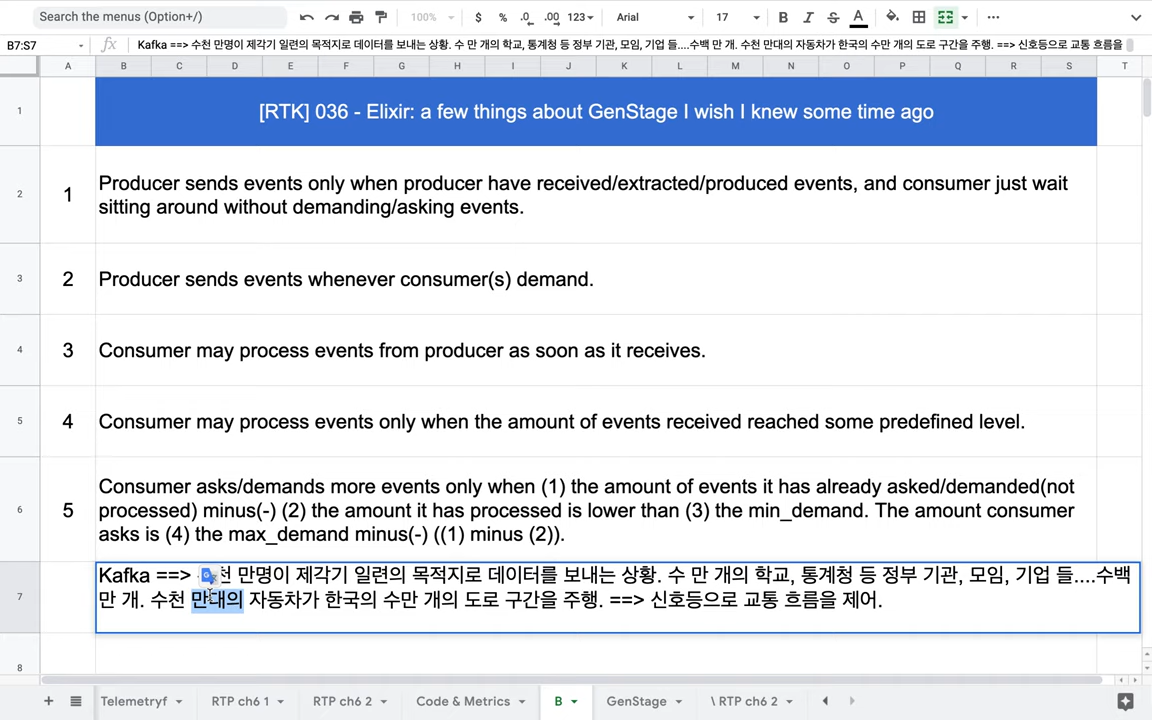 Search the menus (Option+/) 100% $ % .0 .00 123 Arial 17 B I S A
B7:S7 fx Kafka ==> 수천 만명이 제각기 일련의 목적지로 데이터를 보내는 상황. 수 만 개의 학교, 통계청 등 정부 기관, 모임, 기업 들....수백 만 개. 수천 만대의 자동차가 한국의 수만 개의 도로 구간을 주행. ==> 신호등으로 교통 흐름을
A B C D E F G H I J K L M N O P Q R S T
1 [RTK] 036 - Elixir: a few things about GenStage I wish I knew some time ago
2 1 Producer sends events only when producer have received/extracted/produced events, and consumer just wait
sitting around without demanding/asking events.
3 2 Producer sends events whenever consumer(s) demand.
4 3 Consumer may process events from producer as soon as it receives.
5 4 Consumer may process events only when the amount of events received reached some predefined level.
6 5 Consumer asks/demands more events only when (1) the amount of events it has already asked/demanded(not
processed) minus(-) (2) the amount it has processed is lower than (3) the min_demand. The amount consumer
asks is (4) the max_demand minus(-) ((1) minus (2)).
7 Kafka ==> 천 만명이 제각기 일련의 목적지로 데이터를 보내는 상황. 수 만 개의 학교, 통계청 등 정부 기관, 모임, 기업 들....수백
만 개. 수천 만대의 자동차가 한국의 수만 개의 도로 구간을 주행. ==> 신호등으로 교통 흐름을 제어.
8
Telemetryf RTP ch6 1 RTP ch6 2 Code & Metrics B GenStage \ RTP ch6 2